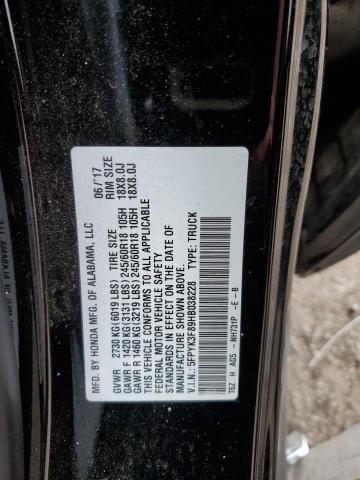 MFD. BY HONDA MFG. OF ALABAMA, LLC 06/'17
GVWR 2730 KG(6019 LBS) TIRE SIZE RIM SIZE
GAWR F 1420 KG(3131 LBS) 245/60R18 105H 18X8.0J
GAWR R 1460 KG(3219 LBS) 245/60R18 105H 18X8.0J
THIS VEHICLE CONFORMS TO ALL APPLICABLE
FEDERAL MOTOR VEHICLE SAFETY
STANDARDS IN EFFECT ON THE DATE OF
MANUFACTURE SHOWN ABOVE.
V.I.N.: 5FPYK3F89HB038228 TYPE: TRUCK
T6Z H AG5 -NH731P -E -B